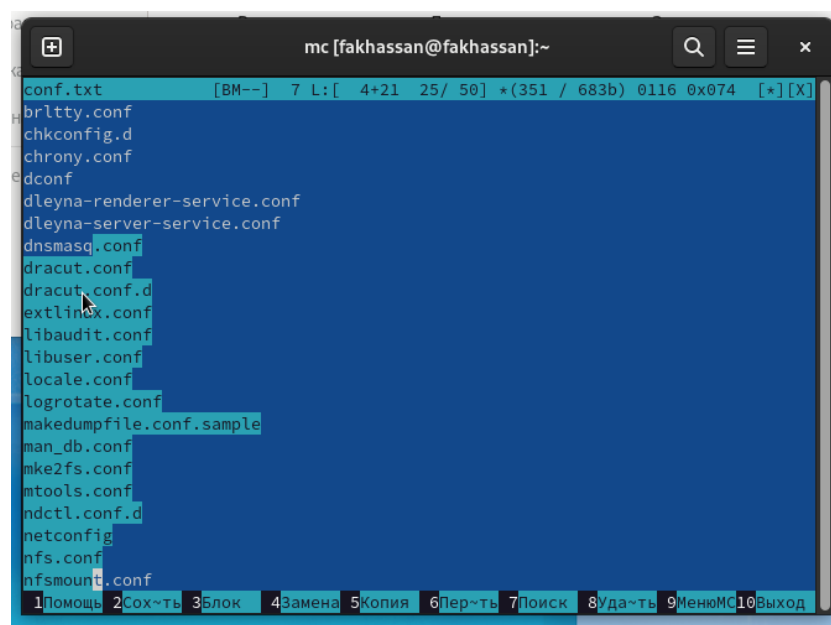 mc [fakhassan@fakhassan]:~
conf.txt [BM--] 7 L:[ 4+21 25/ 50] *(351 / 683b) 0116 0x074 [*][X]
brltty.conf
chkconfig.d
chrony.conf
dconf
dleyna-renderer-service.conf
dleyna-server-service.conf
dnsmasq.conf
dracut.conf
dracut.conf.d
extlinux.conf
libaudit.conf
libuser.conf
locale.conf
logrotate.conf
makedumpfile.conf.sample
man_db.conf
mke2fs.conf
mtools.conf
ndctl.conf.d
netconfig
nfs.conf
nfsmount.conf
1Помощь 2Сох~ть 3Блок 4Замена 5Копия 6Пер~ть 7Поиск 8Уда~ть 9МенюMC10Выход